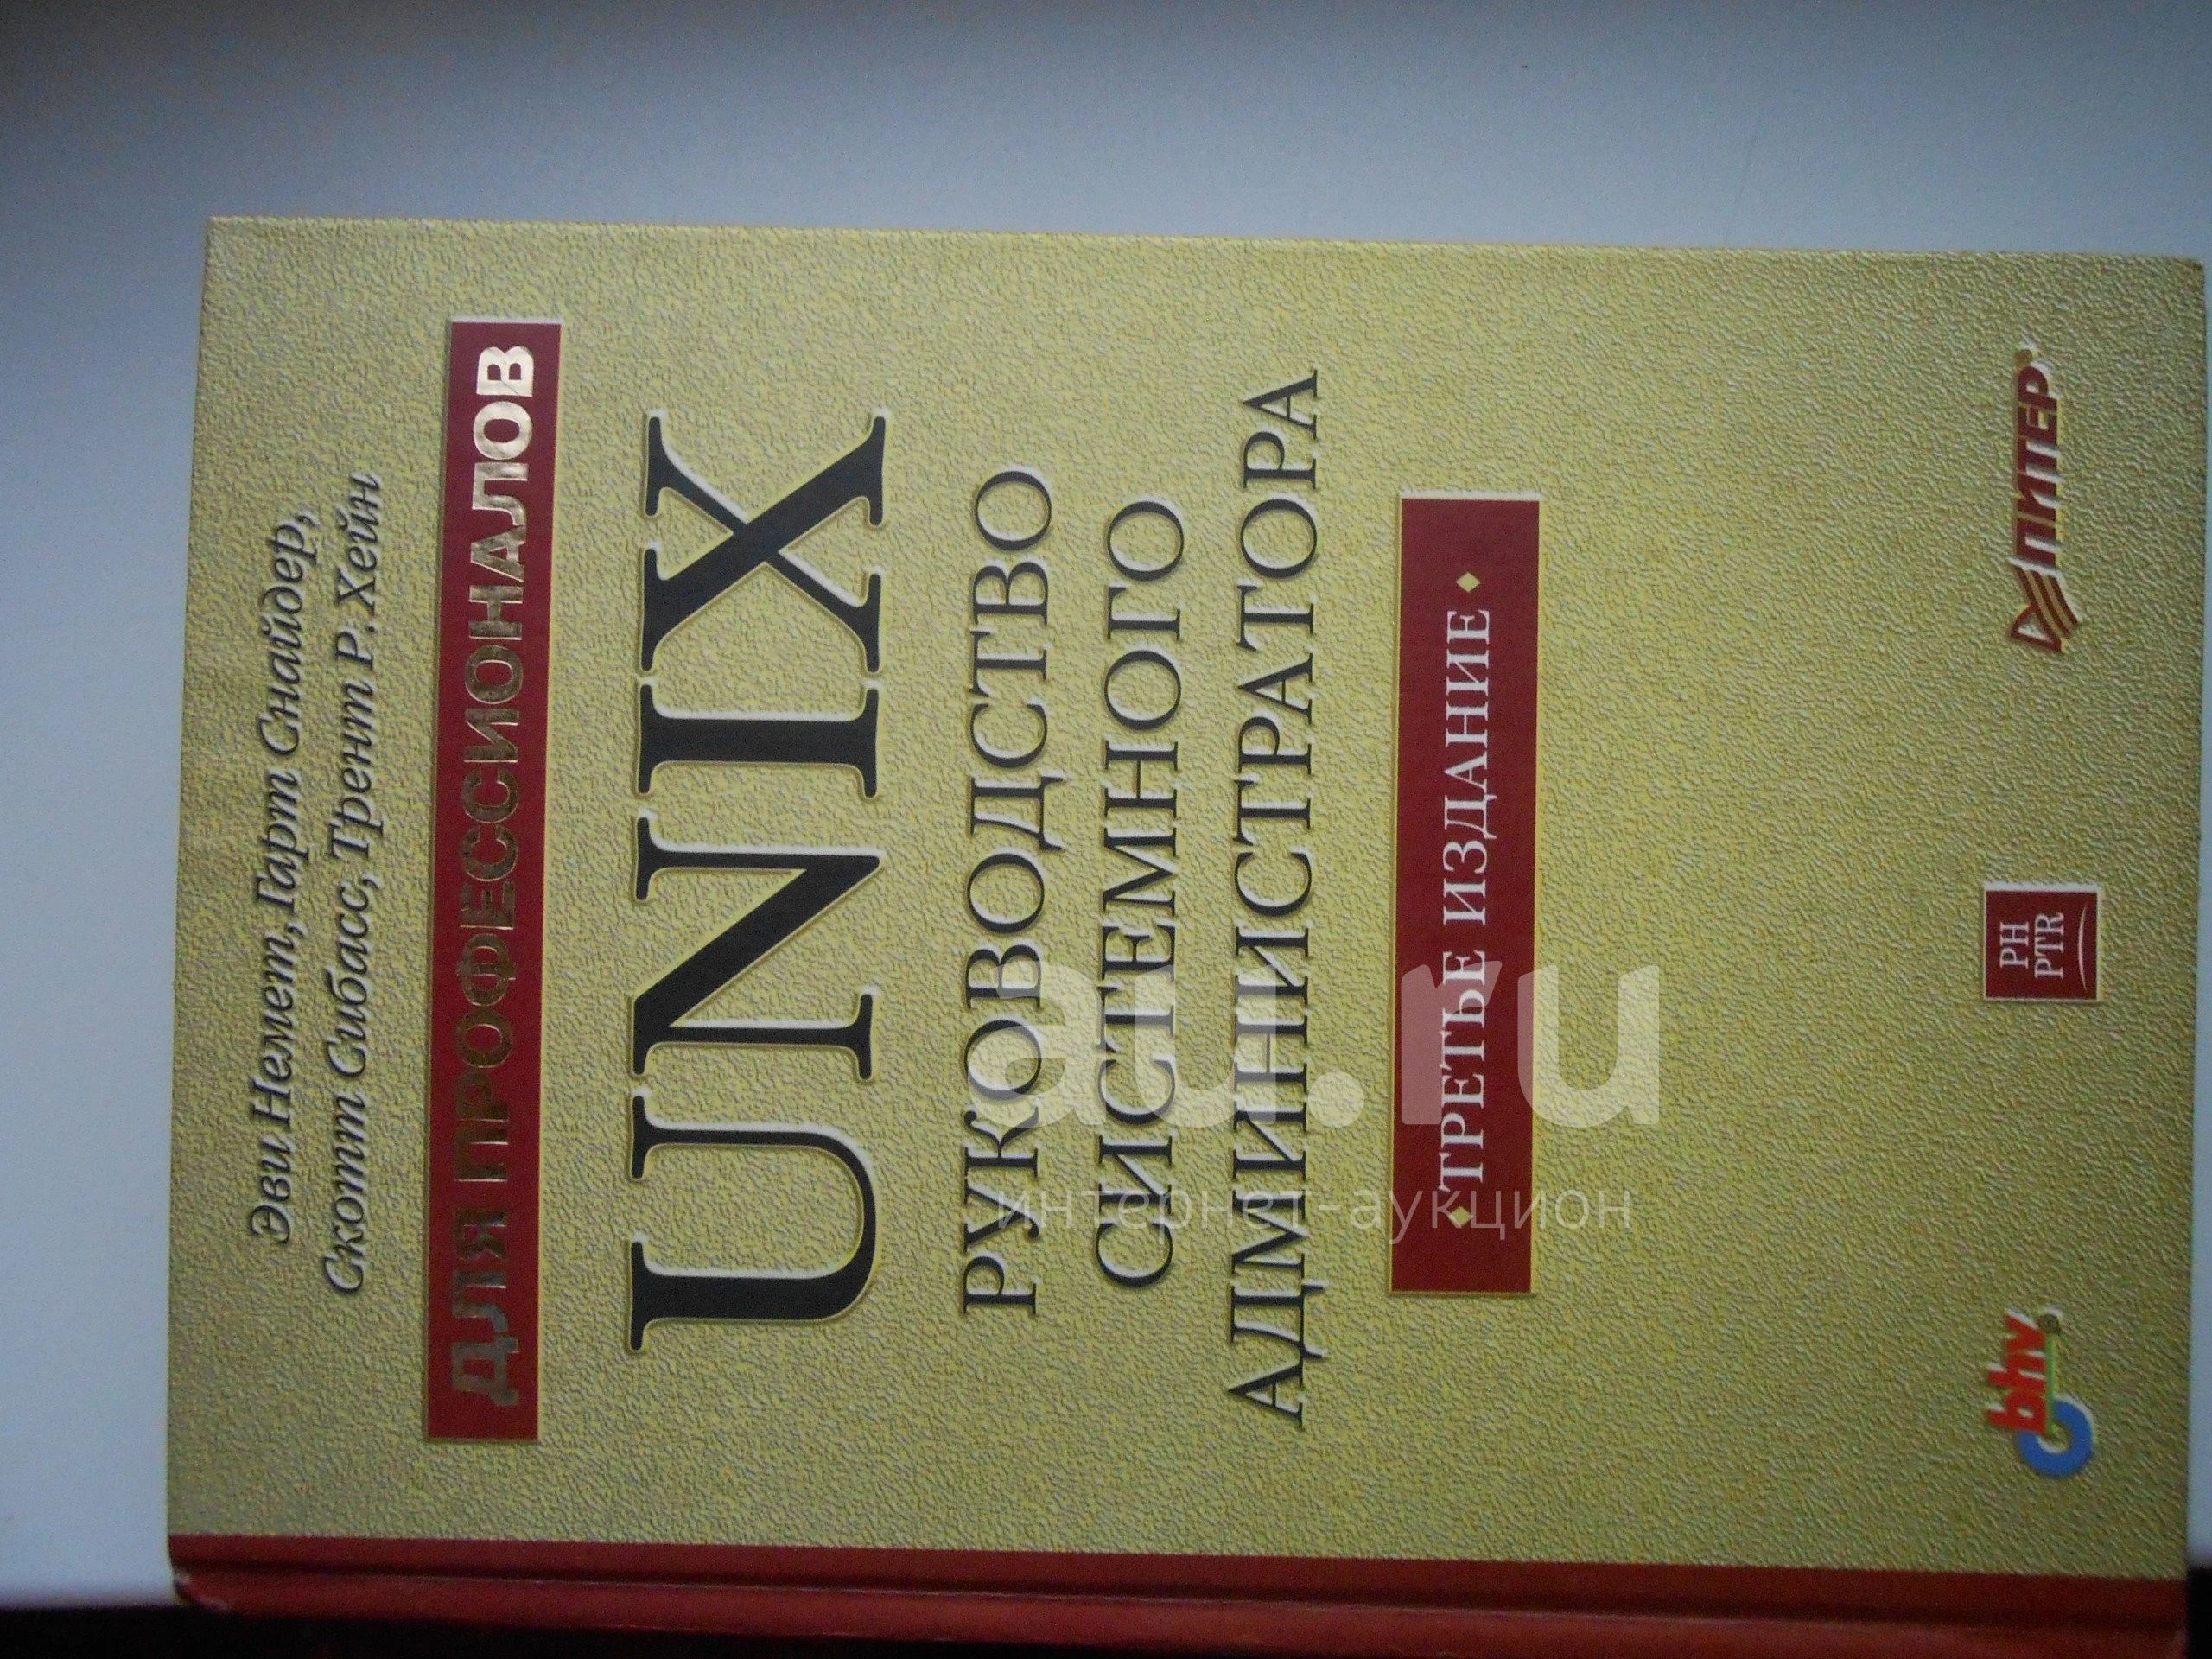 Эви Немет, Гарт Снайдер,
Скотт Сибасс, Трент Р. Хейн
ДЛЯ ПРОФЕССИОНАЛОВ
UNIX
РУКОВОДСТВО
СИСТЕМНОГО
АДМИНИСТРАТОРА
ТРЕТЬЕ ИЗДАНИЕ
bhv
PH
PTR
ПИТЕР
au.ru
интернет-аукцион